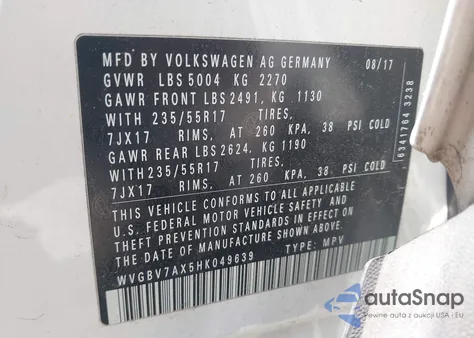 MFD BY VOLKSWAGEN AG GERMANY 08/17
GVWR LBS 5004 KG 2270
GAWR FRONT LBS 2491, KG 1130
WITH 235/55R17 TIRES,
7JX17 RIMS, AT 260 KPA, 38 PSI COLD
GAWR REAR LBS 2624, KG 1190
WITH 235/55R17 TIRES,
7JX17 RIMS, AT 260 KPA, 38 PSI COLD
THIS VEHICLE CONFORMS TO ALL APPLICABLE
U.S. FEDERAL MOTOR VEHICLE SAFETY AND
THEFT PREVENTION STANDARDS IN EFFECT
ON THE DATE OF MANUFACTURE SHOWN ABOVE
WVGBV7AX5HK049639 TYPE: MPV
6341764 3238
autoSnap
Pewne auta z USA i EU